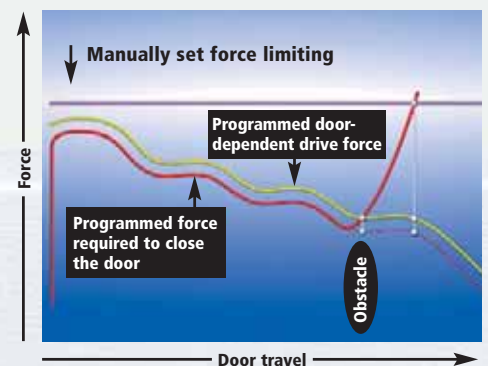 Manually set force limiting
Force
Programmed door-
dependent drive force
Programmed force
required to close
the door
Obstacle
Door travel